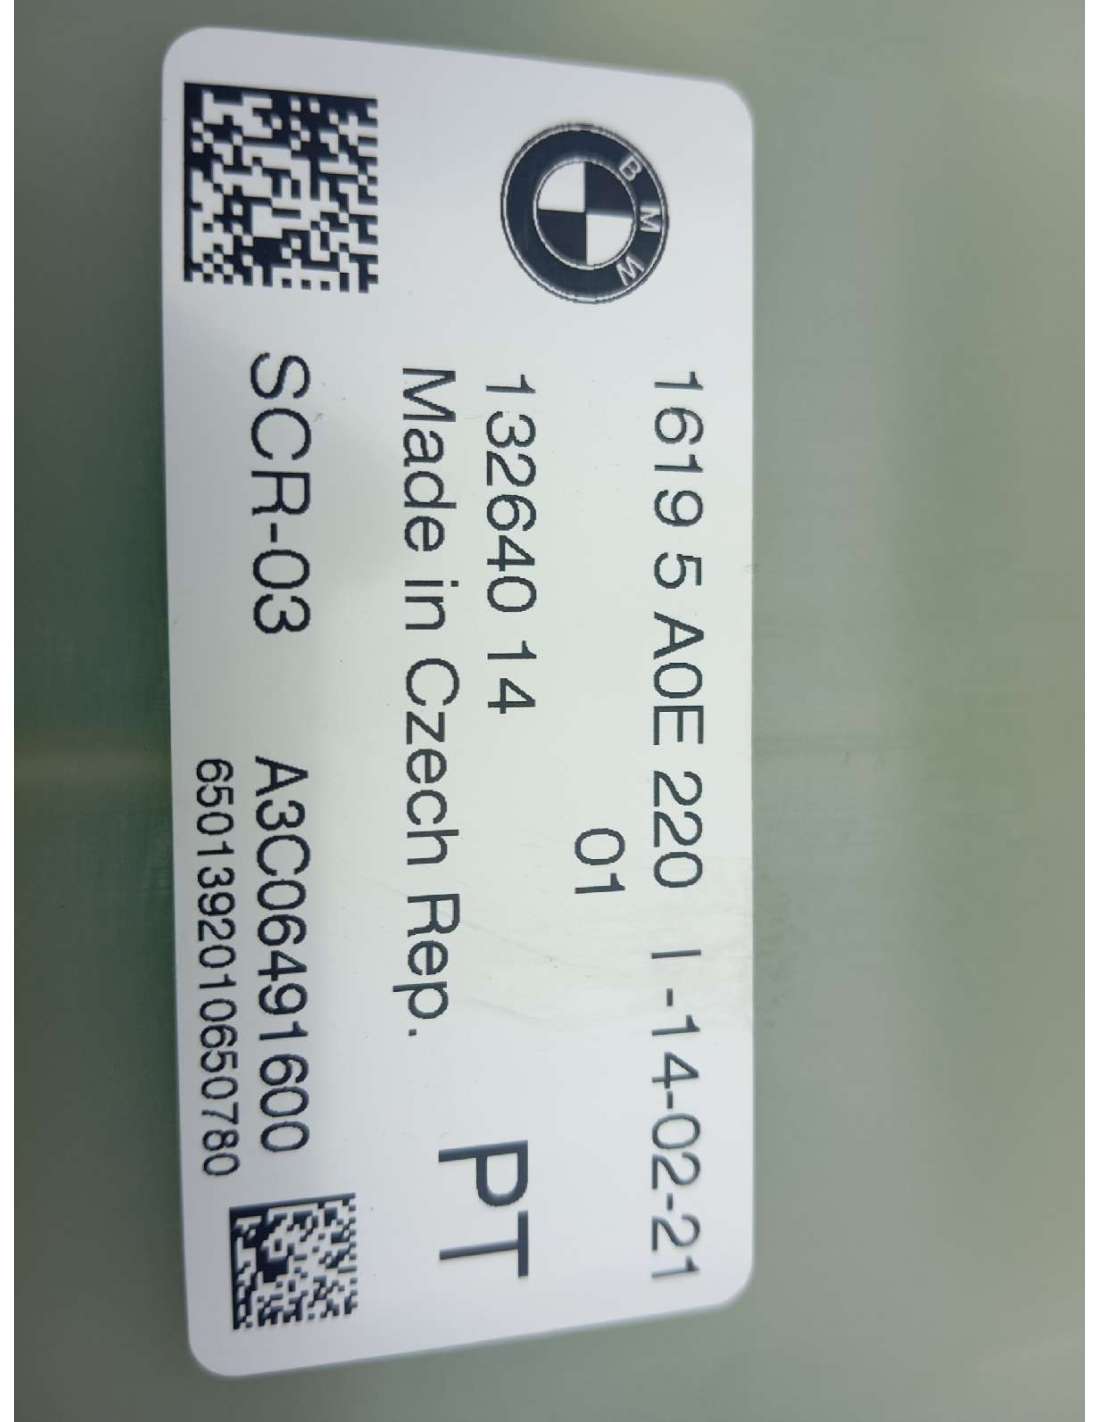 BMW
1619 5 A0E 220 I -14-02-21
01
132640 14
PT
Made in Czech Rep.
SCR-03 A3C06491600
65013920106507​80